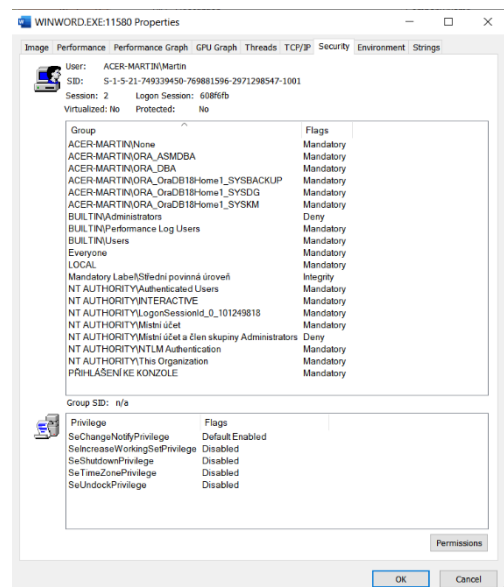 WINWORD.EXE:11580 Properties
Image Performance Performance Graph GPU Graph Threads TCP/IP Security Environment Strings
User: ACER-MARTIN\Martin
SID: S-1-5-21-749339450-769881596-2971298547-1001
Session: 2 Logon Session: 608f6fb
Virtualized: No Protected: No
Group Flags
ACER-MARTIN\None Mandatory
ACER-MARTIN\ORA_ASMDBA Mandatory
ACER-MARTIN\ORA_DBA Mandatory
ACER-MARTIN\ORA_OraDB18Home1_SYSBACKUP Mandatory
ACER-MARTIN\ORA_OraDB18Home1_SYSDG Mandatory
ACER-MARTIN\ORA_OraDB18Home1_SYSKM Mandatory
BUILTIN\Administrators Deny
BUILTIN\Performance Log Users Mandatory
BUILTIN\Users Mandatory
Everyone Mandatory
LOCAL Mandatory
Mandatory Label\Střední povinná úroveň Integrity
NT AUTHORITY\Authenticated Users Mandatory
NT AUTHORITY\INTERACTIVE Mandatory
NT AUTHORITY\LogonSessionId_0_101249818 Mandatory
NT AUTHORITY\Místní účet Mandatory
NT AUTHORITY\Místní účet a člen skupiny Administrators Deny
NT AUTHORITY\NTLM Authentication Mandatory
NT AUTHORITY\This Organization Mandatory
PŘIHLÁŠENÍ KE KONZOLE Mandatory
Group SID: n/a
Privilege Flags
SeChangeNotifyPrivilege Default Enabled
SeIncreaseWorkingSetPrivilege Disabled
SeShutdownPrivilege Disabled
SeTimeZonePrivilege Disabled
SeUndockPrivilege Disabled
Permissions
OK Cancel